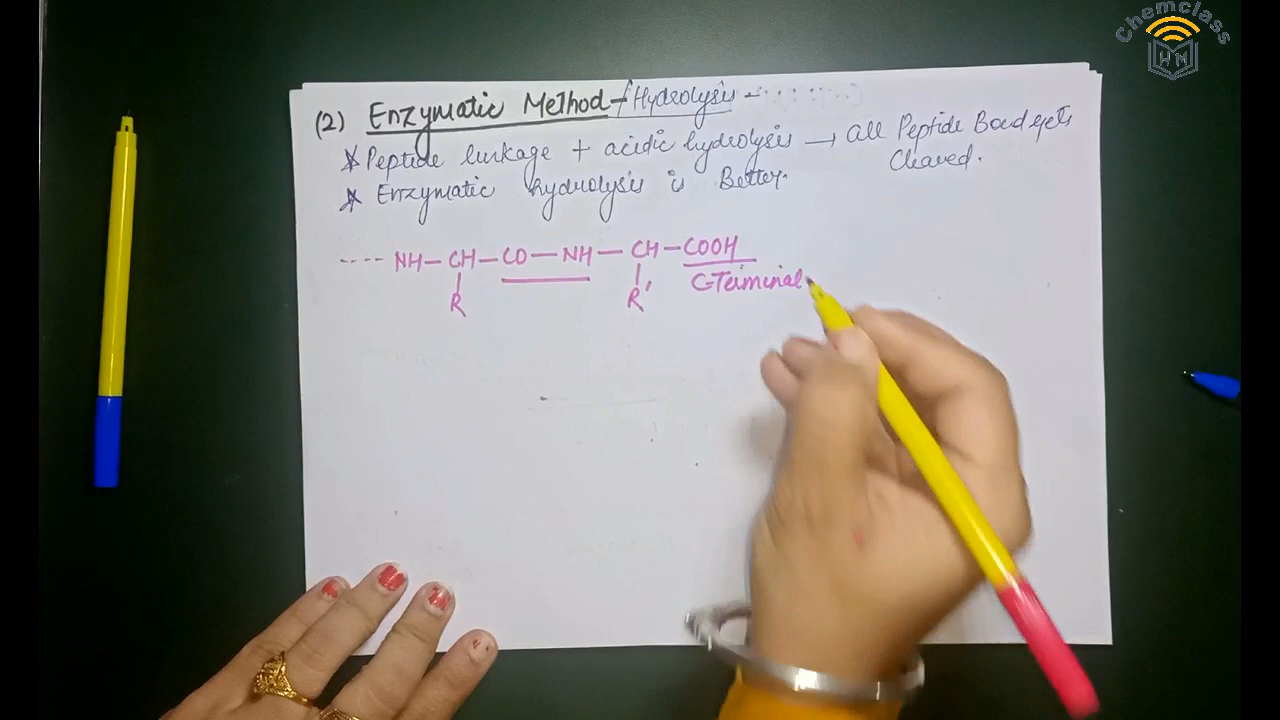 Chemclass
HM
(2) Enzymatic Method - Hydrolysis - .....
* Peptide linkage + acidic hydrolysis → all Peptide Bond gets
Cleaved.
* Enzymatic hydrolysis is Better.
---- NH — CH — CO — NH — CH — COOH
R R' C-Terminal